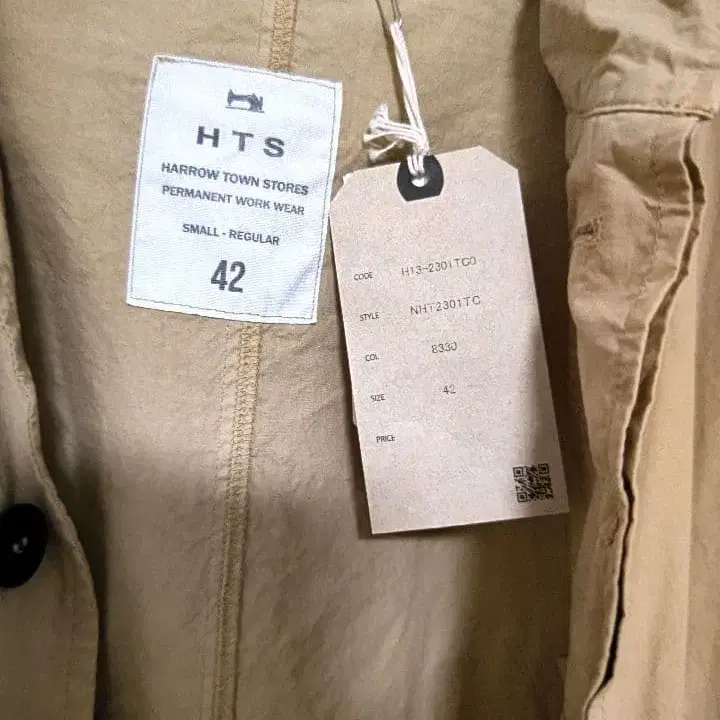 HTS
HARROW TOWN STORES
PERMANENT WORK WEAR
SMALL - REGULAR
42
CODE H13-2301TCO
STYLE NHT2301TC
COL 8330
SIZE 42
PRICE